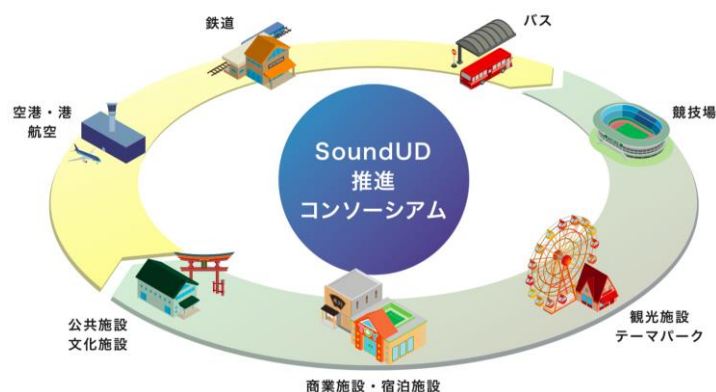 鉄道
バス
空港・港
航空
競技場
SoundUD
推進
コンソーシアム
公共施設
文化施設
観光施設
テーマパーク
商業施設・宿泊施設